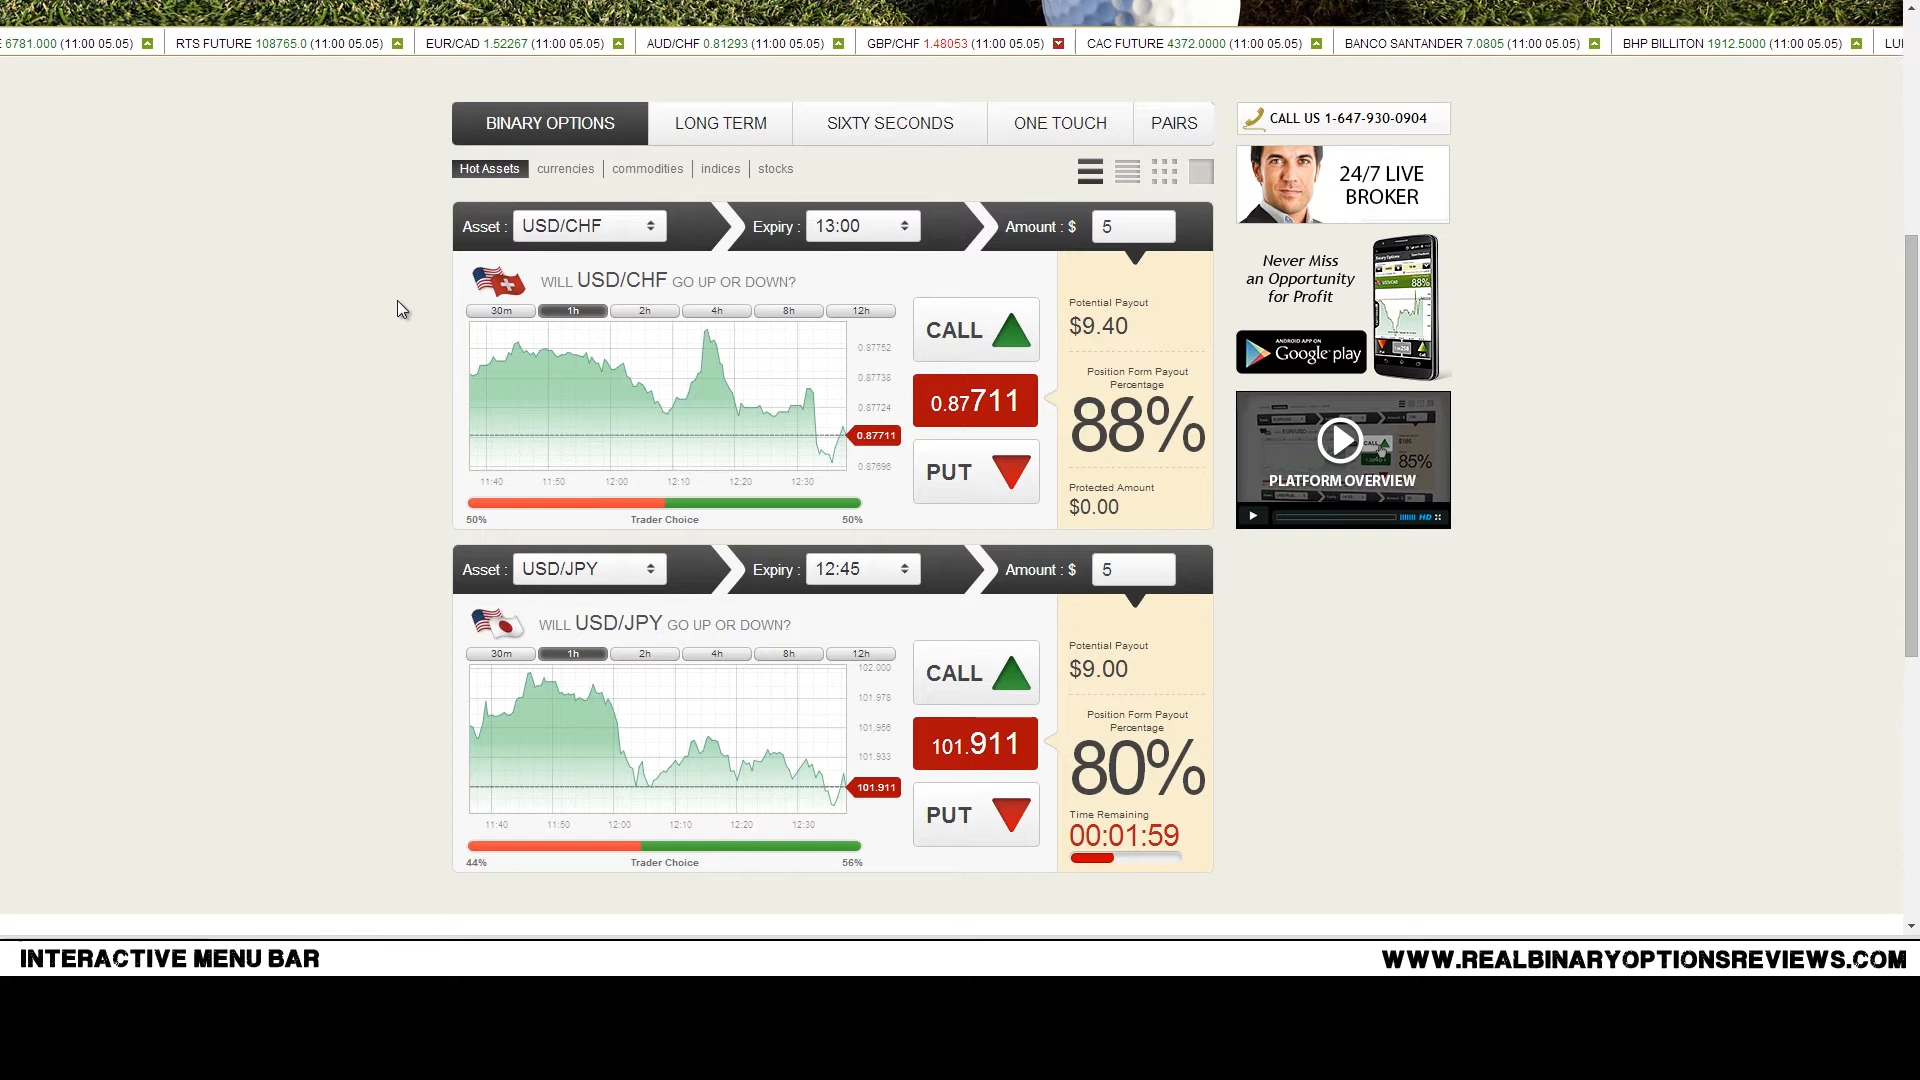 6781.000 (11:00 05.05) RTS FUTURE 108765.0 (11:00 05.05) EUR/CAD 1.52267 (11:00 05.05) AUD/CHF 0.81293 (11:00 05.05) GBP/CHF 1.48053 (11:00 05.05) CAC FUTURE 4372.0000 (11:00 05.05) BANCO SANTANDER 7.0805 (11:00 05.05) BHP BILLITON 1912.5000 (11:00 05.05)
BINARY OPTIONS LONG TERM SIXTY SECONDS ONE TOUCH PAIRS
Hot Assets currencies commodities indices stocks
Asset : USD/CHF Expiry : 13:00 Amount : $ 5
WILL USD/CHF GO UP OR DOWN?
30m 1h 2h 4h 8h 12h
0.87752
0.87738
0.87724
0.87711
0.87696
11:40 11:50 12:00 12:10 12:20 12:30
50% Trader Choice 50%
CALL
0.87711
PUT
Potential Payout
$9.40
Position Form Payout
Percentage
88%
Protected Amount
$0.00
Asset : USD/JPY Expiry : 12:45 Amount : $ 5
WILL USD/JPY GO UP OR DOWN?
30m 1h 2h 4h 8h 12h
102.000
101.978
101.956
101.933
101.911
11:40 11:50 12:00 12:10 12:20 12:30
44% Trader Choice 56%
CALL
101.911
PUT
Potential Payout
$9.00
Position Form Payout
Percentage
80%
Time Remaining
00:01:59
CALL US 1-647-930-0904
24/7 LIVE
BROKER
Never Miss
an Opportunity
for Profit
ANDROID APP ON
Google play
88%
CALL
85%
PLATFORM OVERVIEW
HD
INTERACTIVE MENU BAR
WWW.REALBINARYOPTIONSREVIEWS.COM